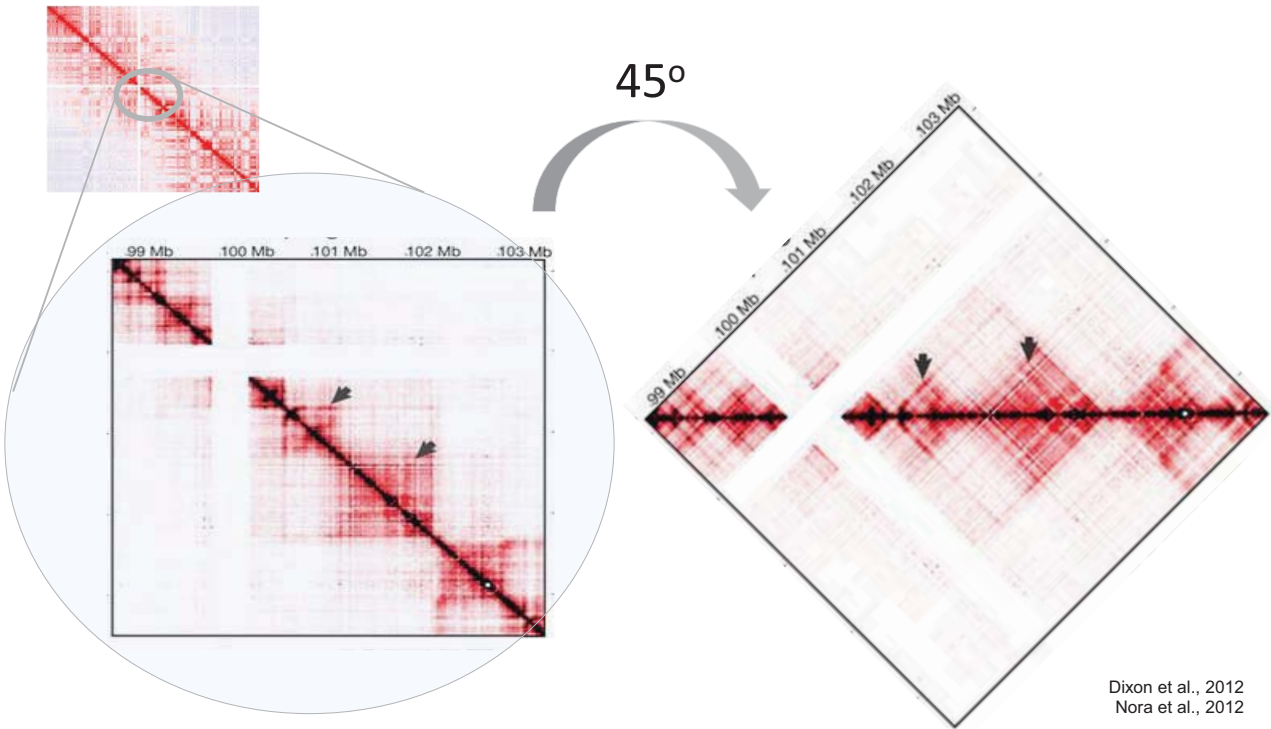 45º
99 Mb .100 Mb .101 Mb .102 Mb .103 Mb
.103 Mb
.102 Mb
.101 Mb
.100 Mb
.99 Mb
Dixon et al., 2012
Nora et al., 2012